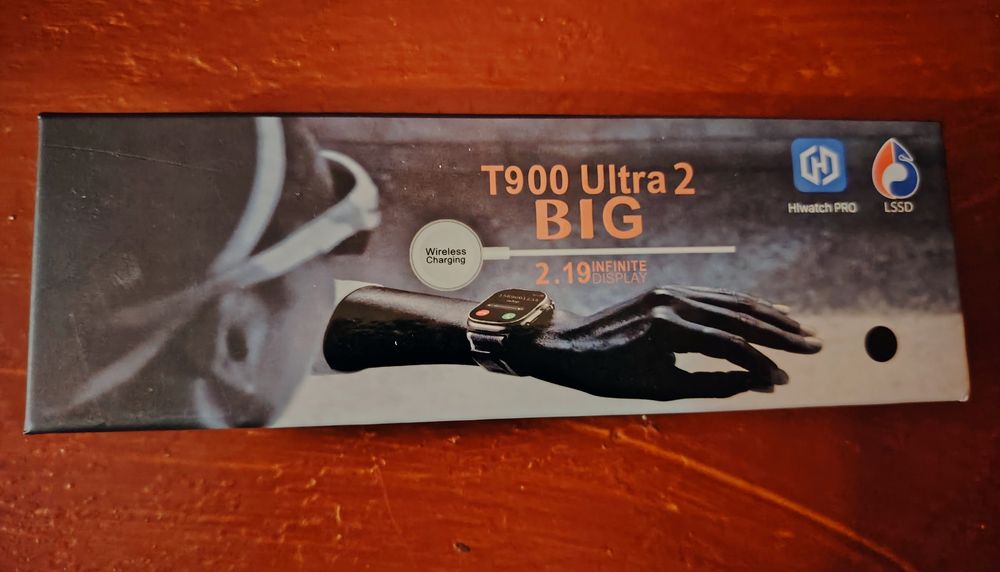 T900 Ultra 2
BIG
Wireless
Charging
2.19 INFINITE
DISPLAY
HIwatch PRO
LSSD